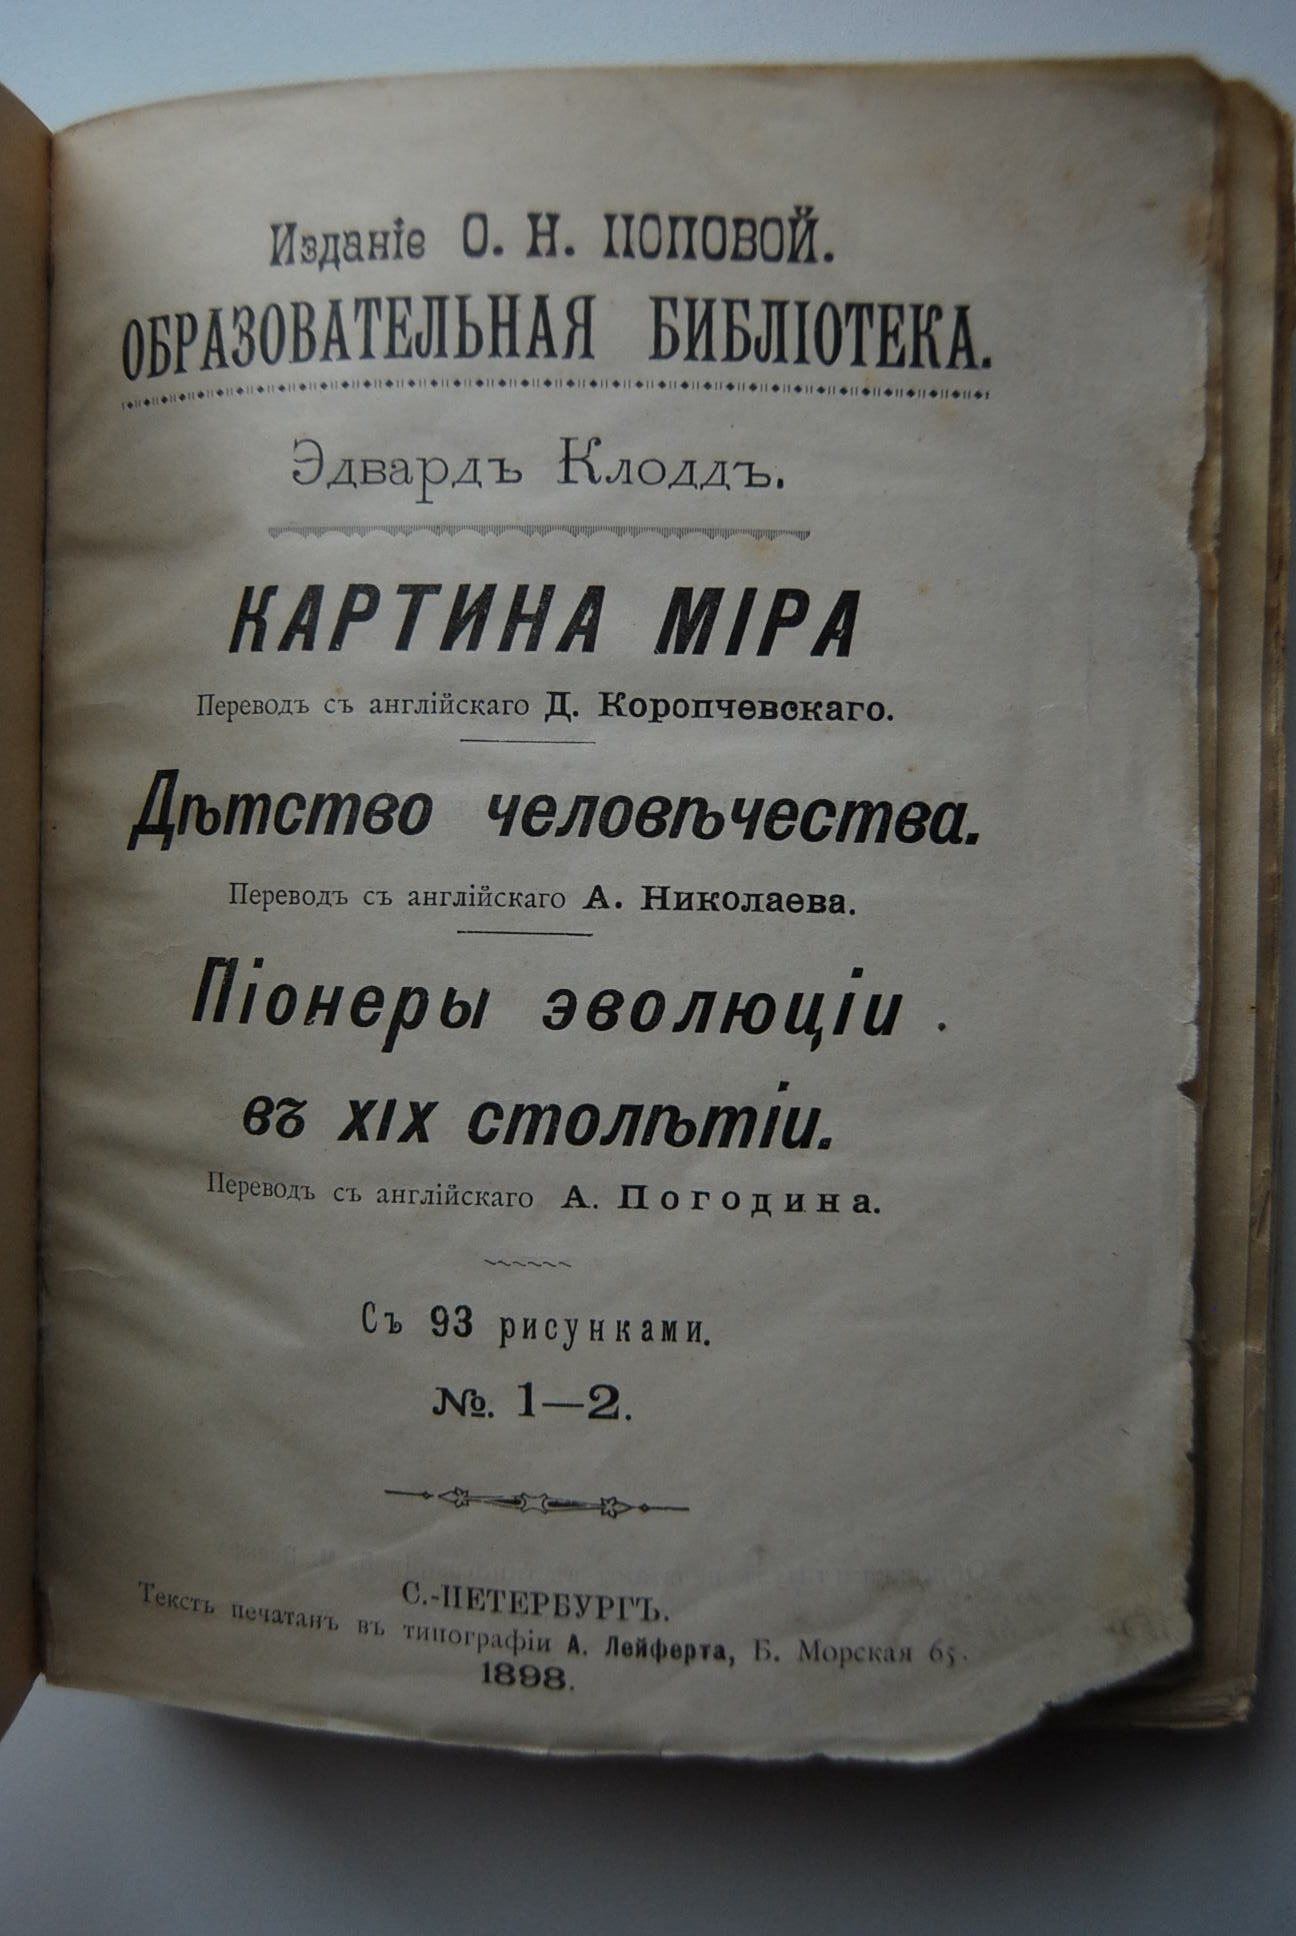 Изданіе О. Н. ПОПОВОЙ.
ОБРАЗОВАТЕЛЬНАЯ БИБЛІОТЕКА.
Эдвардъ Клоддъ.
КАРТИНА МІРА
Переводъ съ англійскаго Д. Коропчевскаго.
Дѣтство человѣчества.
Переводъ съ англійскаго А. Николаева.
Піонеры эволюціи.
въ XIX столѣтіи.
Переводъ съ англійскаго А. Погодина.
Съ 93 рисунками.
№. 1—2.
С.-ПЕТЕРБУРГЪ.
Текстъ печатанъ въ типографіи А. Лейферта, Б. Морская 65.
1898.